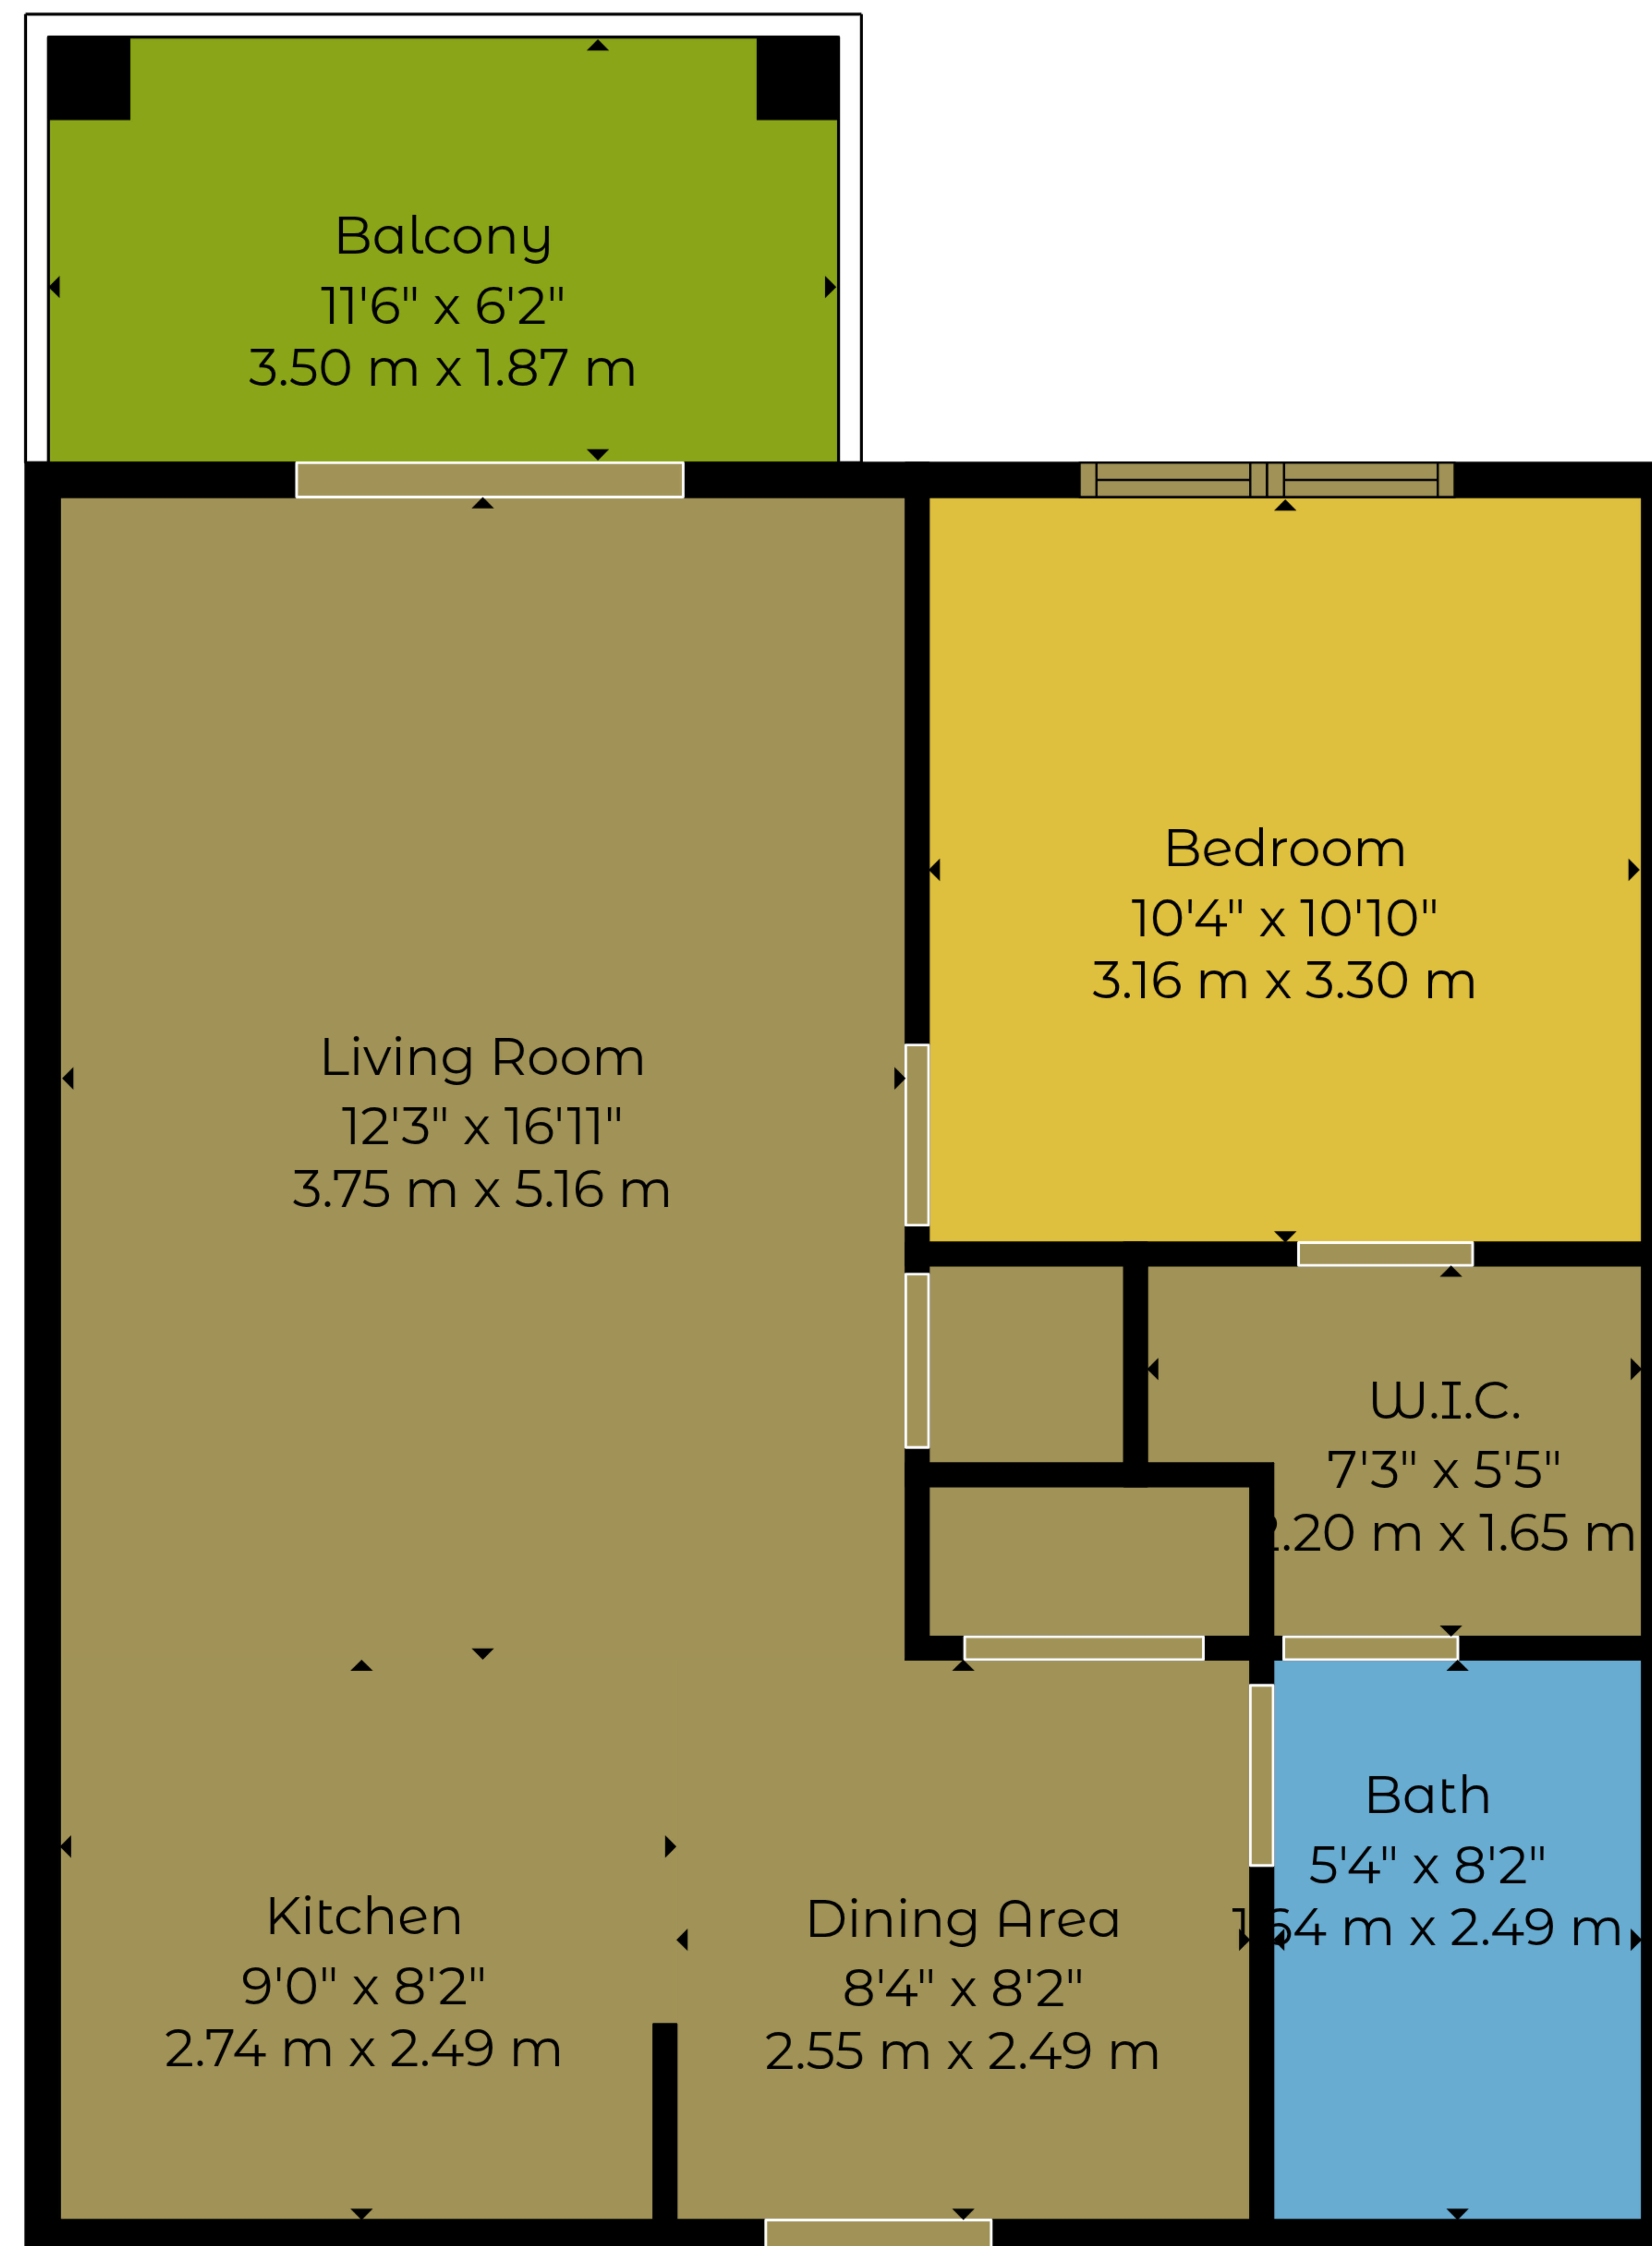 Balcony
11'6" x 6'2"
3.50 m x 1.87 m
Bedroom
10'4" x 10'10"
3.16 m x 3.30 m
Living Room
12'3" x 16'11"
3.75 m x 5.16 m
W.I.C.
7'3" x 5'5"
2.20 m x 1.65 m
Bath
5'4" x 8'2"
1.64 m x 2.49 m
Kitchen
9'0" x 8'2"
2.74 m x 2.49 m
Dining Area
8'4" x 8'2"
2.55 m x 2.49 m